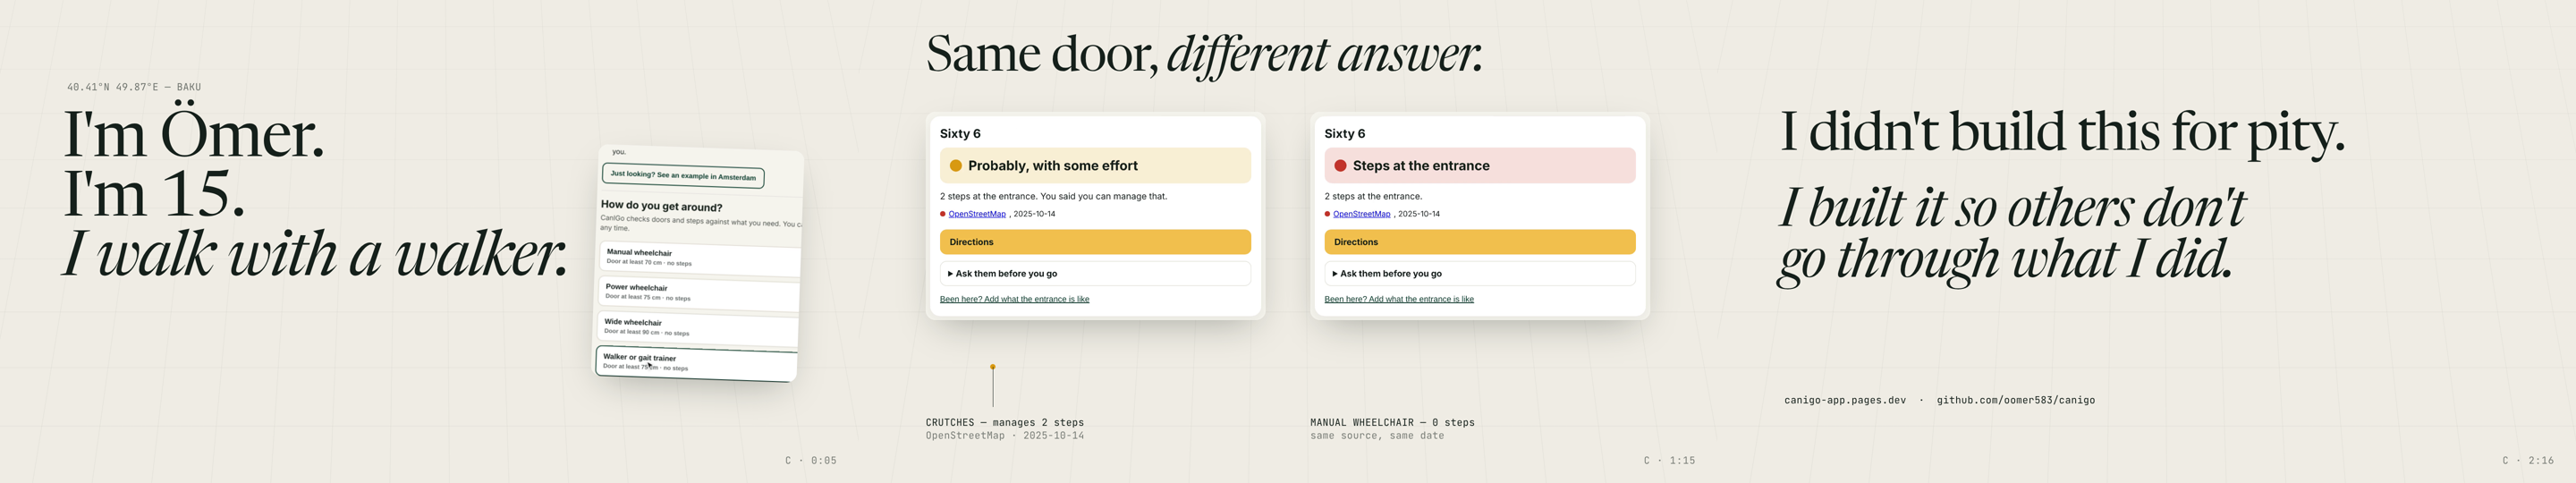 40.41°N 49.87°E — BAKU
I'm Ömer.
I'm 15.
I walk with a walker.
you.
Just looking? See an example in Amsterdam
How do you get around?
CaniGo checks doors and steps against what you need. You c
any time.
Manual wheelchair
Door at least 70 cm · no steps
Power wheelchair
Door at least 75 cm · no steps
Wide wheelchair
Door at least 90 cm · no steps
Walker or gait trainer
Door at least 75 cm · no steps
C · 0:05
Same door, different answer.
Sixty 6
Probably, with some effort
2 steps at the entrance. You said you can manage that.
OpenStreetMap , 2025-10-14
Directions
▸ Ask them before you go
Been here? Add what the entrance is like
CRUTCHES — manages 2 steps
OpenStreetMap · 2025-10-14
Sixty 6
Steps at the entrance
2 steps at the entrance.
OpenStreetMap , 2025-10-14
Directions
▸ Ask them before you go
Been here? Add what the entrance is like
MANUAL WHEELCHAIR — 0 steps
same source, same date
C · 1:15
I didn't build this for pity.
I built it so others don't
go through what I did.
canigo-app.pages.dev · github.com/oomer583/canigo
C · 2:16